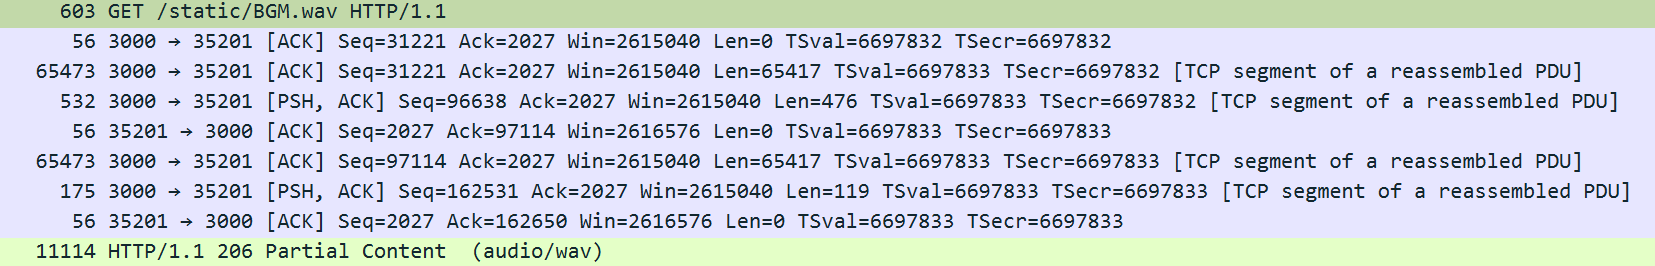 603 GET /static/BGM.wav HTTP/1.1
56 3000 → 35201 [ACK] Seq=31221 Ack=2027 Win=2615040 Len=0 TSval=6697832 TSecr=6697832
65473 3000 → 35201 [ACK] Seq=31221 Ack=2027 Win=2615040 Len=65417 TSval=6697833 TSecr=6697832 [TCP segment of a reassembled PDU]
532 3000 → 35201 [PSH, ACK] Seq=96638 Ack=2027 Win=2615040 Len=476 TSval=6697833 TSecr=6697832 [TCP segment of a reassembled PDU]
56 35201 → 3000 [ACK] Seq=2027 Ack=97114 Win=2616576 Len=0 TSval=6697833 TSecr=6697833
65473 3000 → 35201 [ACK] Seq=97114 Ack=2027 Win=2615040 Len=65417 TSval=6697833 TSecr=6697833 [TCP segment of a reassembled PDU]
175 3000 → 35201 [PSH, ACK] Seq=162531 Ack=2027 Win=2615040 Len=119 TSval=6697833 TSecr=6697833 [TCP segment of a reassembled PDU]
56 35201 → 3000 [ACK] Seq=2027 Ack=162650 Win=2616576 Len=0 TSval=6697833 TSecr=6697833
11114 HTTP/1.1 206 Partial Content  (audio/wav)